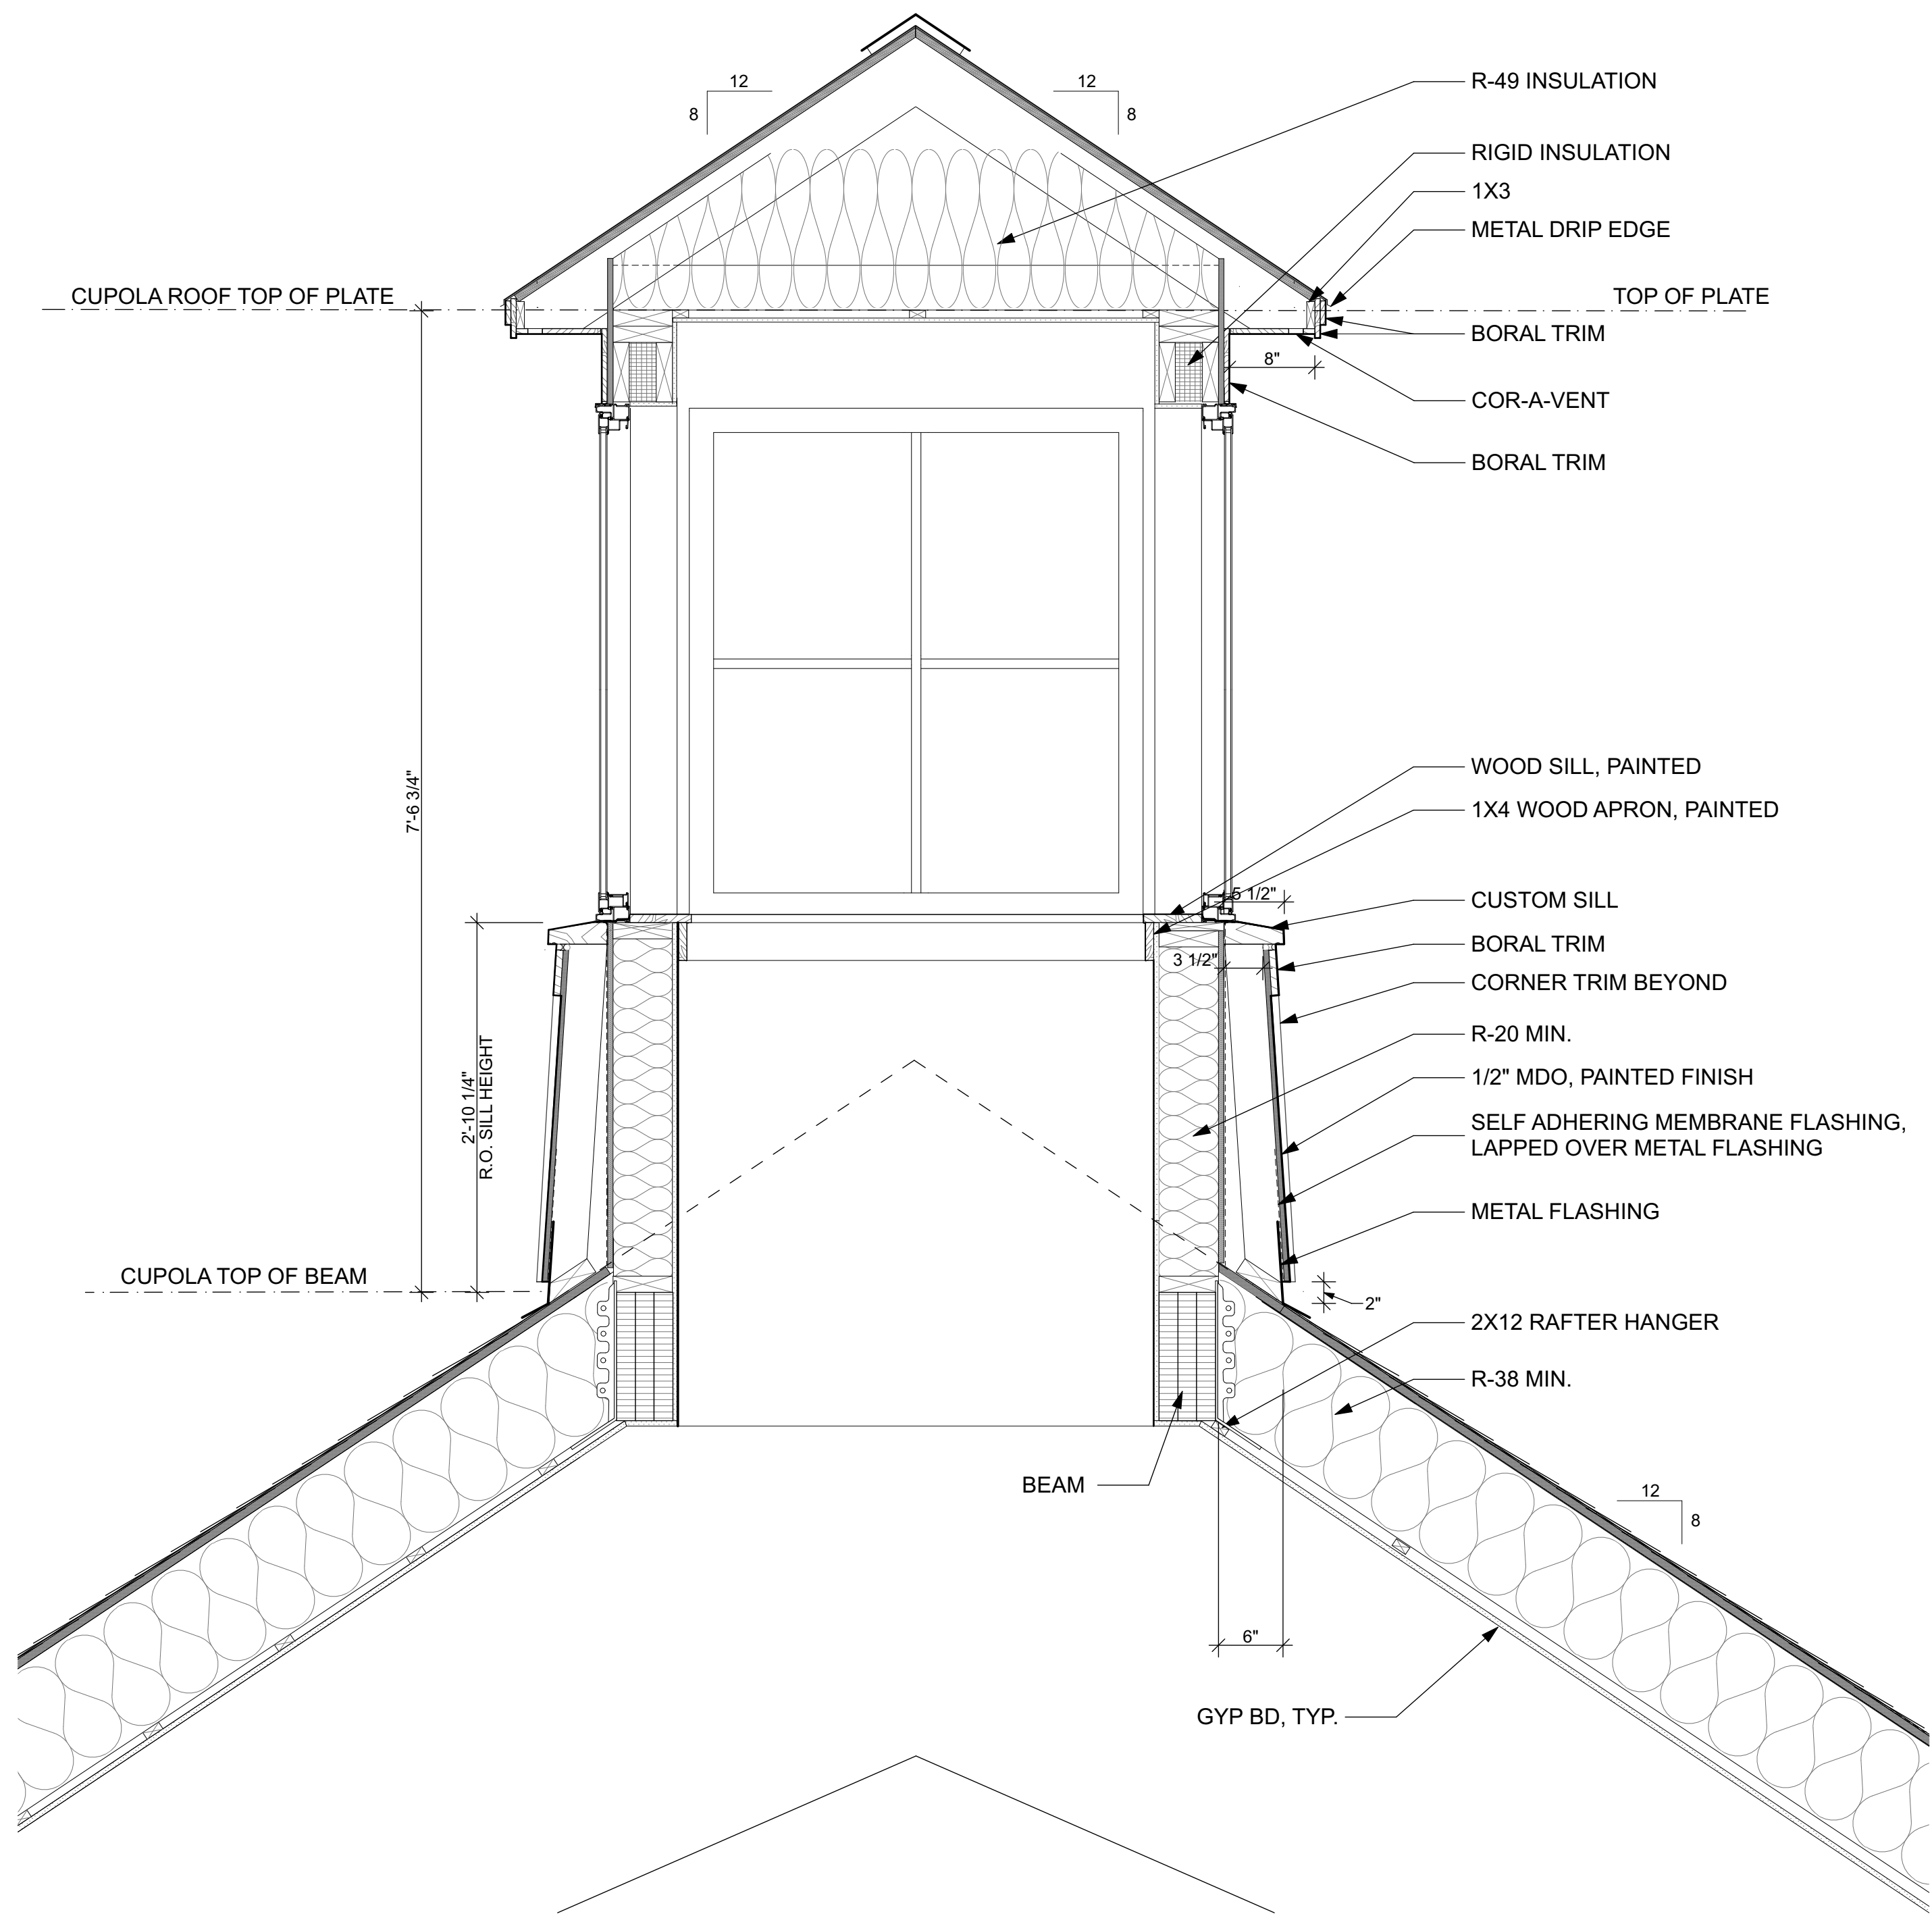 12
12
8
8
R-49 INSULATION
RIGID INSULATION
1X3
METAL DRIP EDGE
CUPOLA ROOF TOP OF PLATE
TOP OF PLATE
BORAL TRIM
8"
COR-A-VENT
BORAL TRIM
7'-6 3/4"
WOOD SILL, PAINTED
1X4 WOOD APRON, PAINTED
5 1/2"
CUSTOM SILL
BORAL TRIM
3 1/2"
CORNER TRIM BEYOND
R-20 MIN.
2'-10 1/4"
R.O. SILL HEIGHT
1/2" MDO, PAINTED FINISH
SELF ADHERING MEMBRANE FLASHING,
LAPPED OVER METAL FLASHING
METAL FLASHING
CUPOLA TOP OF BEAM
2"
2X12 RAFTER HANGER
R-38 MIN.
BEAM
12
8
6"
GYP BD, TYP.